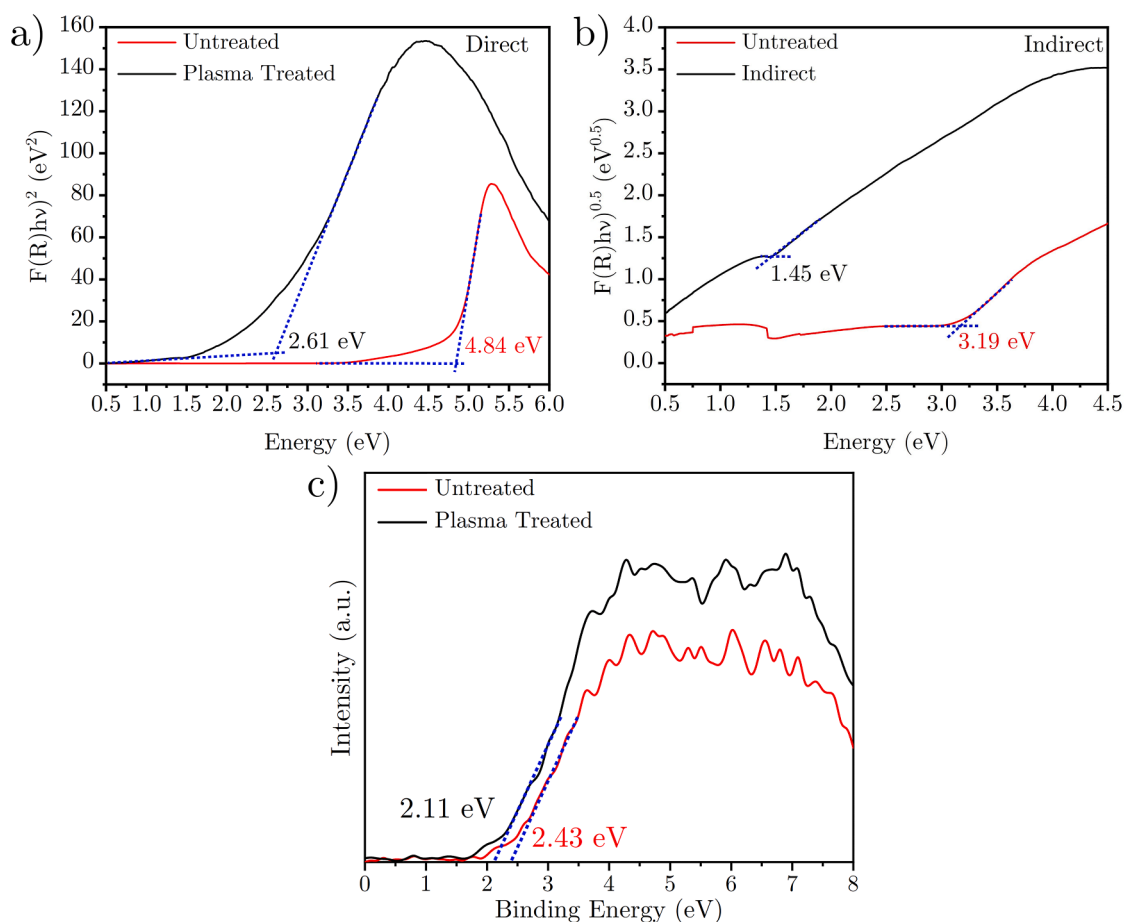 a)
Untreated
Plasma Treated
Direct
F(R)hν)² (eV²)
160
140
120
100
80
60
40
20
0
2.61 eV
4.84 eV
0.5 1.0 1.5 2.0 2.5 3.0 3.5 4.0 4.5 5.0 5.5 6.0
Energy (eV)
b)
Untreated
Indirect
Indirect
F(R)hν)⁰·⁵ (eV⁰·⁵)
4.0
3.5
3.0
2.5
2.0
1.5
1.0
0.5
0.0
1.45 eV
3.19 eV
0.5 1.0 1.5 2.0 2.5 3.0 3.5 4.0 4.5
Energy (eV)
c)
Untreated
Plasma Treated
Intensity (a.u.)
2.11 eV
2.43 eV
0 1 2 3 4 5 6 7 8
Binding Energy (eV)